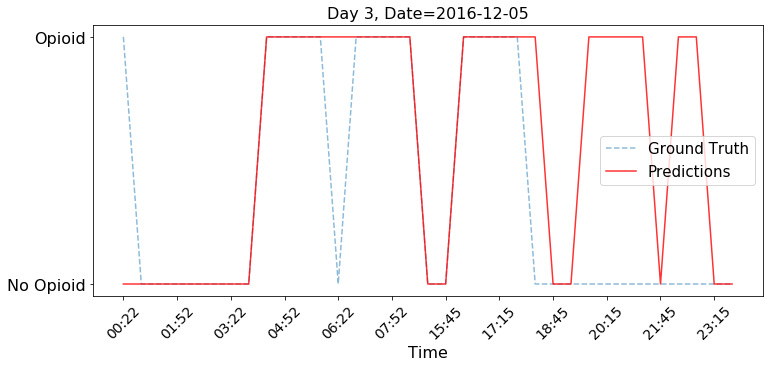 Day 3, Date=2016-12-05
Opioid
No Opioid
Ground Truth
Predictions
00:22
01:52
03:22
04:52
06:22
07:52
15:45
17:15
18:45
20:15
21:45
23:15
Time